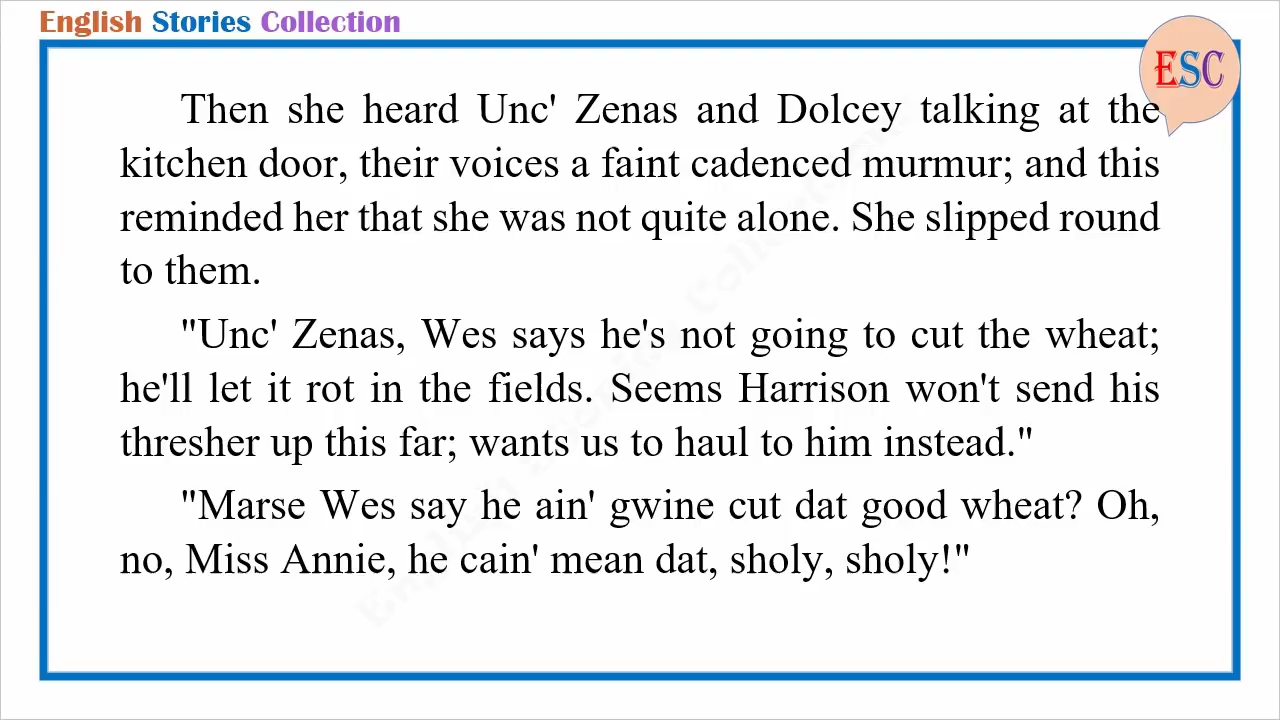 English Stories Collection
ESC
Then she heard Unc' Zenas and Dolcey talking at the
kitchen door, their voices a faint cadenced murmur; and this
reminded her that she was not quite alone. She slipped round
to them.
"Unc' Zenas, Wes says he's not going to cut the wheat;
he'll let it rot in the fields. Seems Harrison won't send his
thresher up this far; wants us to haul to him instead."
"Marse Wes say he ain' gwine cut dat good wheat? Oh,
no, Miss Annie, he cain' mean dat, sholy, sholy!"
English Stories Collection